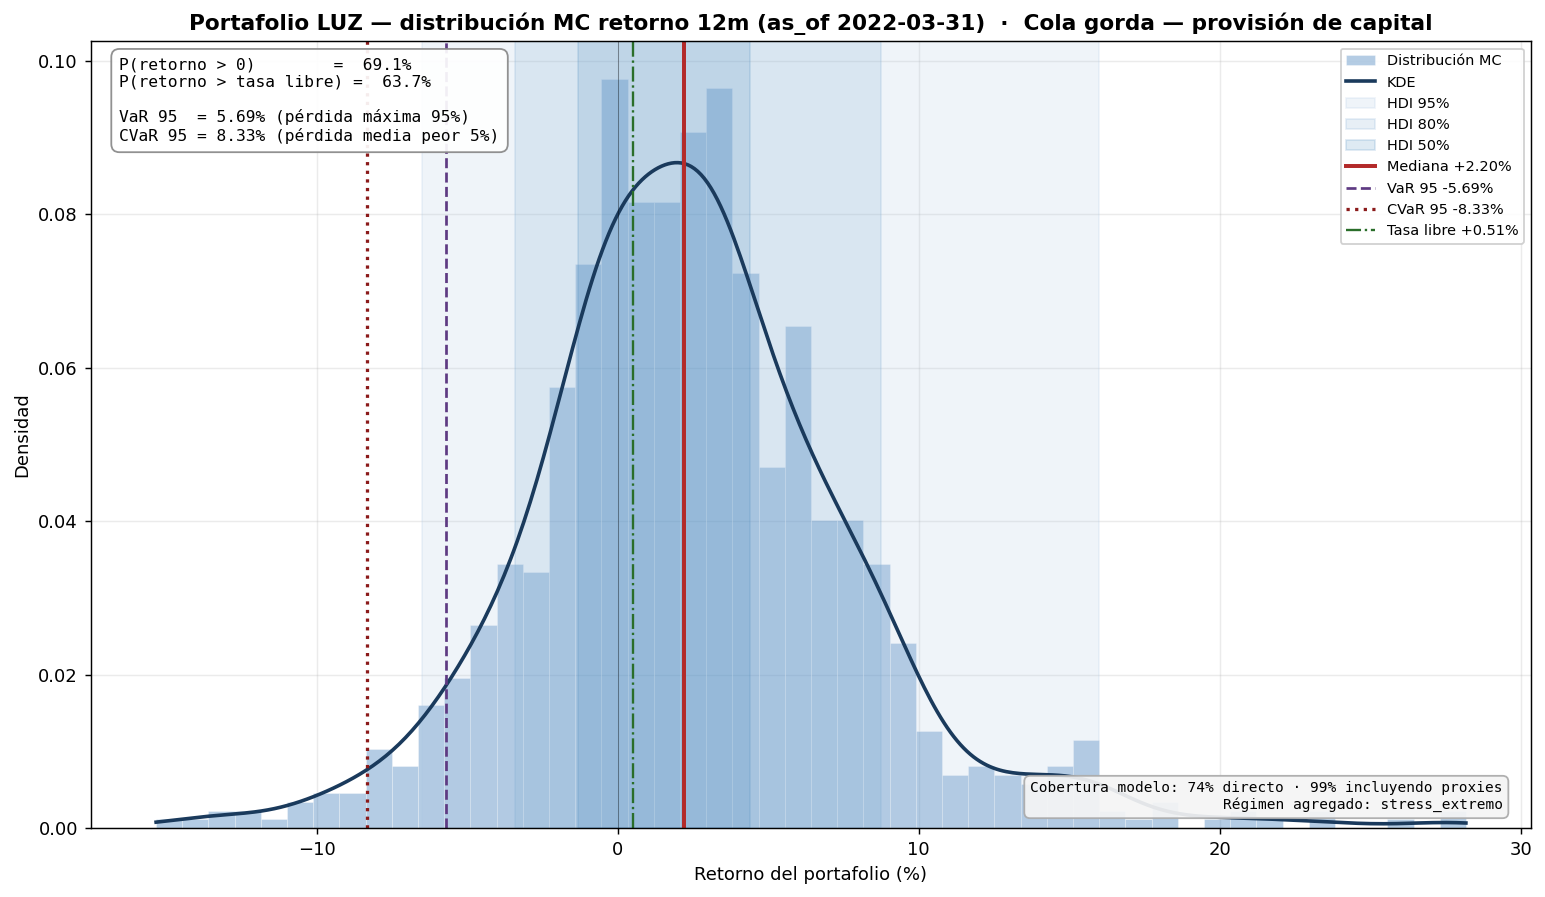 Portafolio LUZ — distribución MC retorno 12m (as_of 2022-03-31)  ·  Cola gorda — provisión de capital
P(retorno > 0)        =  69.1%
P(retorno > tasa libre) =  63.7%
VaR 95  = 5.69% (pérdida máxima 95%)
CVaR 95 = 8.33% (pérdida media peor 5%)
Distribución MC
KDE
HDI 95%
HDI 80%
HDI 50%
Mediana +2.20%
VaR 95 -5.69%
CVaR 95 -8.33%
Tasa libre +0.51%
0.10
0.08
0.06
0.04
0.02
0.00
Densidad
Cobertura modelo: 74% directo · 99% incluyendo proxies
Régimen agregado: stress_extremo
−10
0
10
20
30
Retorno del portafolio (%)